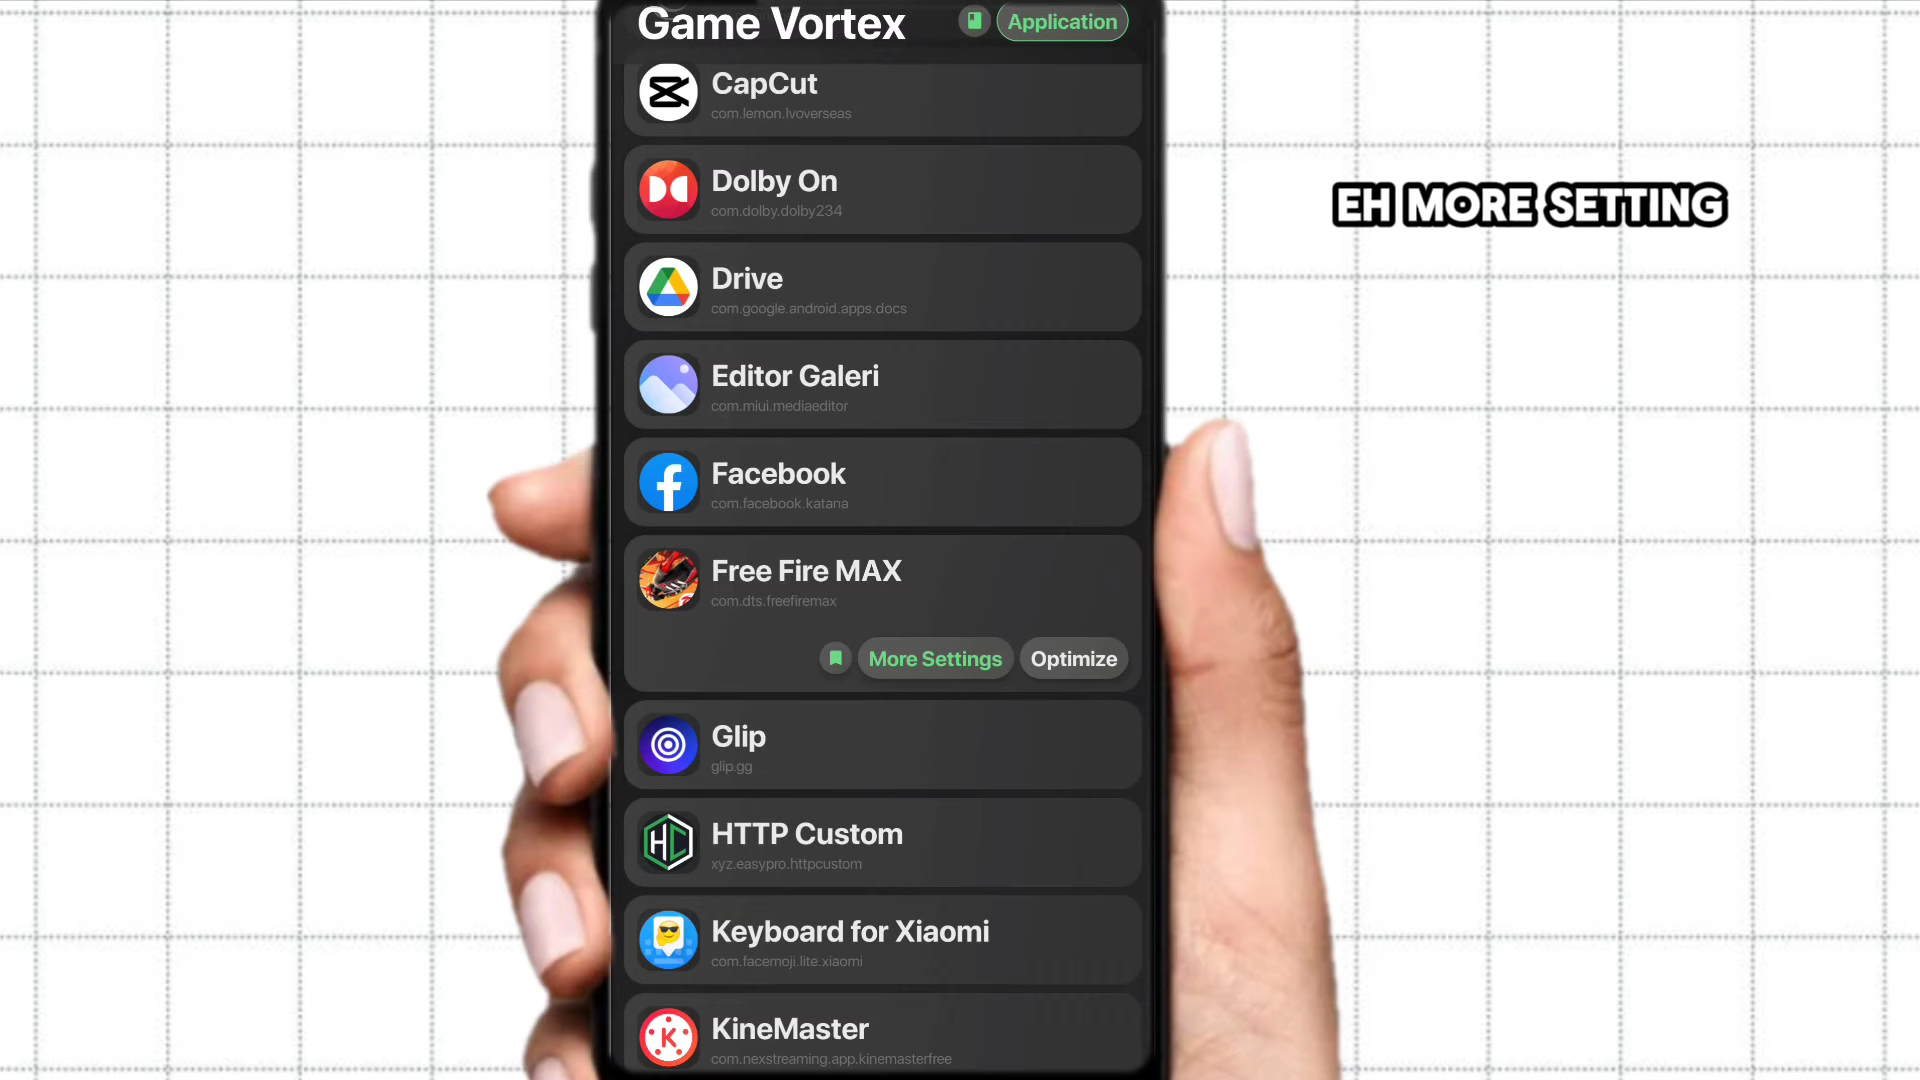 Game Vortex
Application
CapCut
com.lemon.lvoverseas
Dolby On
com.dolby.dolby234
Drive
com.google.android.apps.docs
Editor Galeri
com.miui.mediaeditor
Facebook
com.facebook.katana
Free Fire MAX
com.dts.freefiremax
More Settings
Optimize
Glip
glip.gg
HTTP Custom
xyz.easypro.httpcustom
Keyboard for Xiaomi
com.facemoji.lite.xiaomi
KineMaster
com.nexstreaming.app.kinemasterfree
EH MORE SETTING